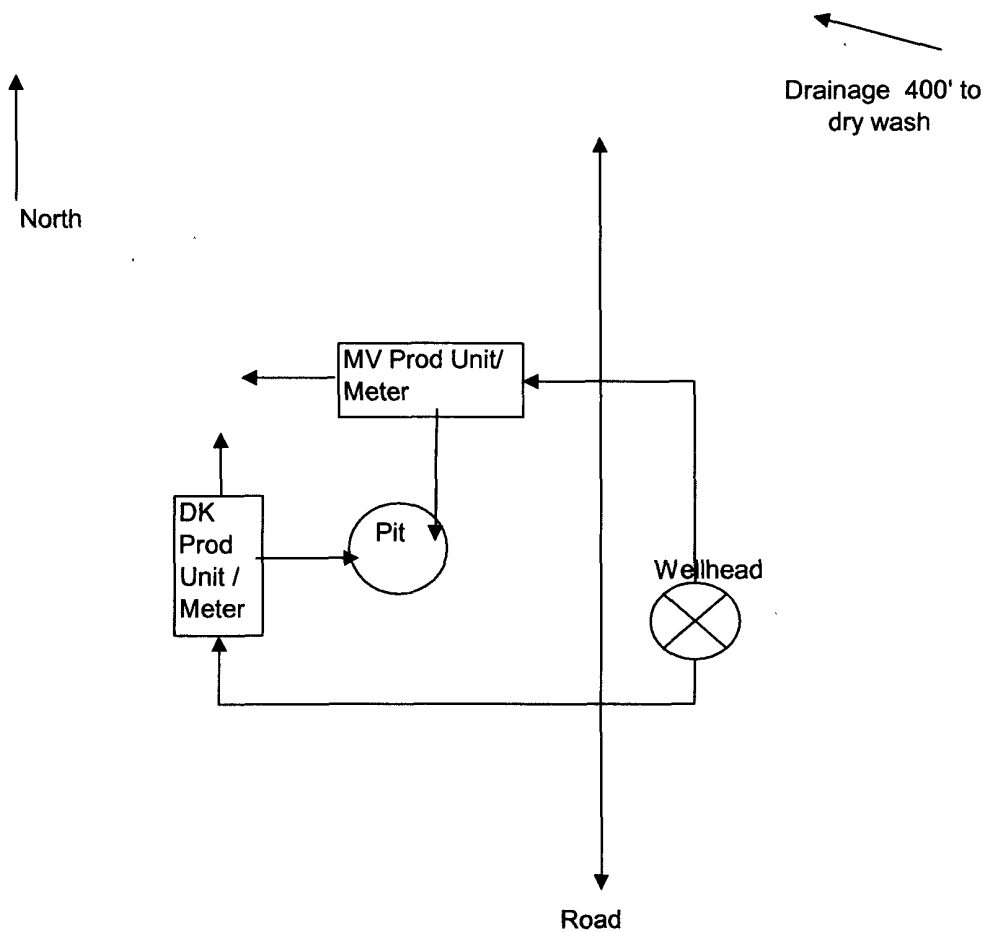 Drainage 400' to
dry wash
North
MV Prod Unit/
Meter
DK
Prod
Unit /
Meter
Pit
Wellhead
Road